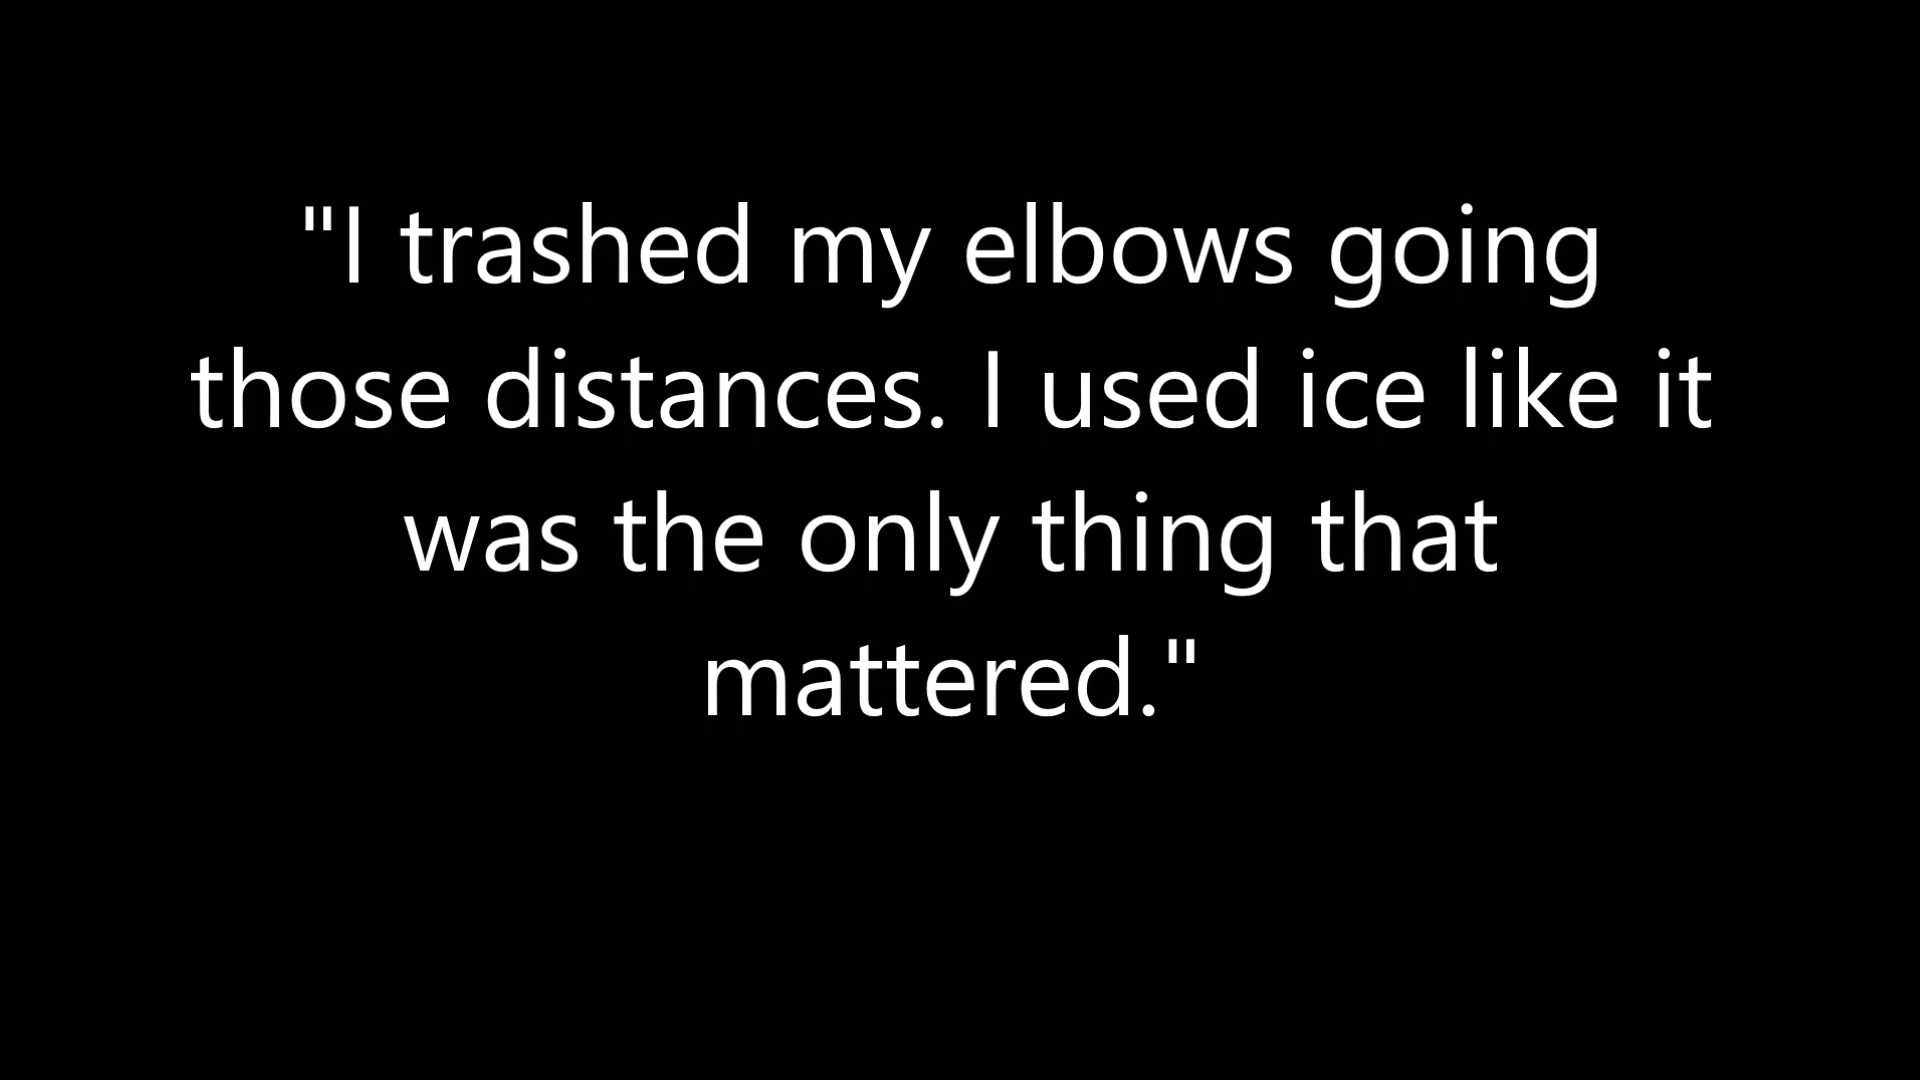 "I trashed my elbows going
those distances. I used ice like it
was the only thing that
mattered."